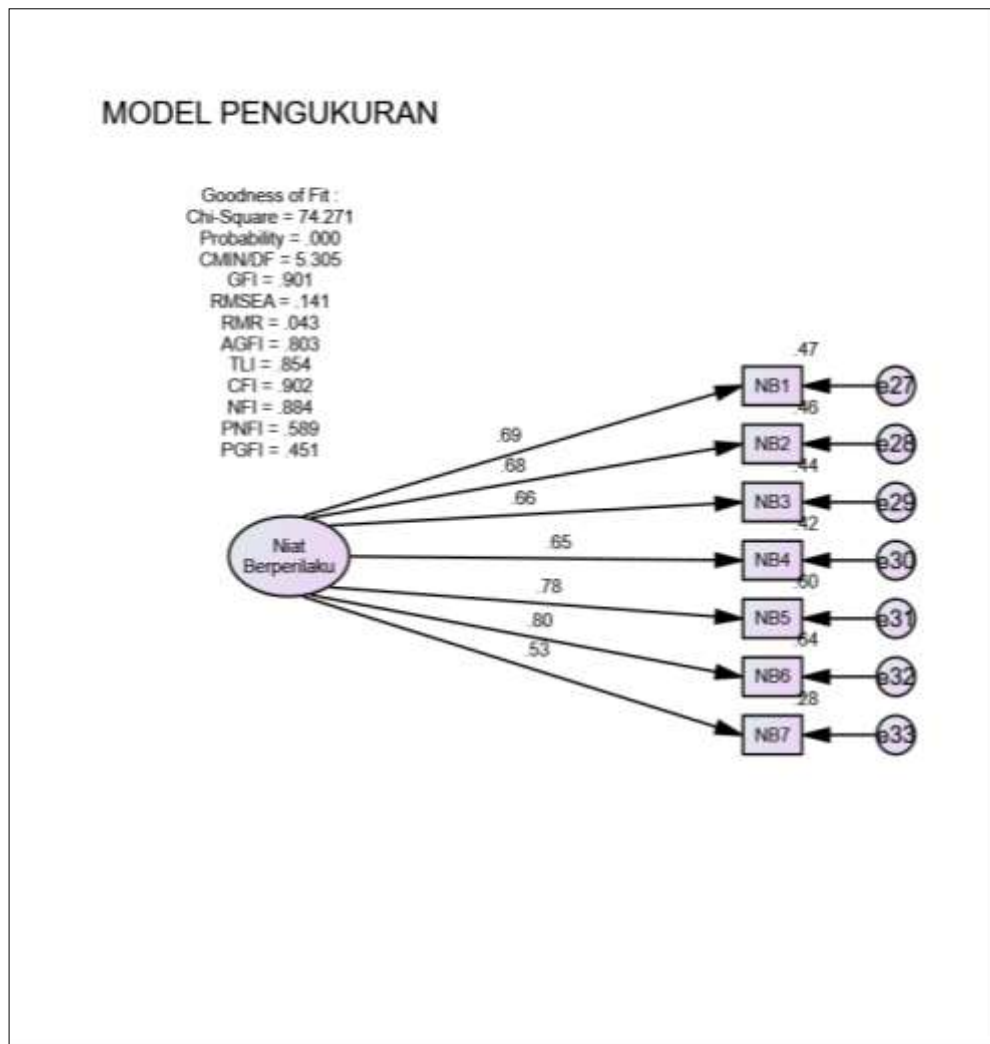 MODEL PENGUKURAN
Goodness of Fit :
Chi-Square = 74.271
Probability = .000
CMIN/DF = 5.305
GFI = .901
RMSEA = .141
RMR = .043
AGFI = .803
TLI = .854
CFI = .902
NFI = .884
PNFI = .589
PGFI = .451
Niat
Berperilaku
.69
.68
.66
.65
.78
.80
.53
.47
NB1
e27
.46
NB2
e28
.44
NB3
e29
.42
NB4
e30
.60
NB5
e31
.64
NB6
e32
.28
NB7
e33